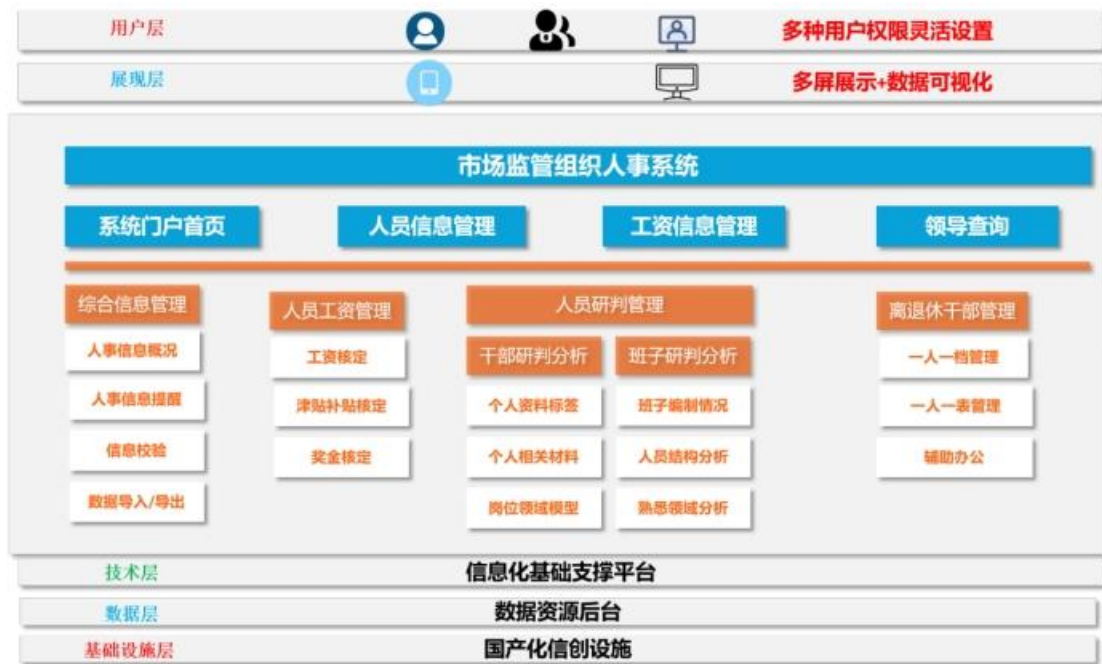 用户层 多种用户权限灵活设置
展现层 多屏展示+数据可视化
市场监管组织人事系统
系统门户首页 人员信息管理 工资信息管理 领导查询
综合信息管理 人员工资管理 人员研判管理 离退休干部管理
人事信息概况 工资核定 干部研判分析 班子研判分析 一人一档管理
人事信息提醒 津贴补贴核定 个人资料标签 班子编制情况 一人一表管理
信息校验 奖金核定 个人相关材料 人员结构分析 辅助办公
数据导入/导出 岗位领域模型 熟悉领域分析
技术层 信息化基础支撑平台
数据层 数据资源后台
基础设施层 国产化信创设施